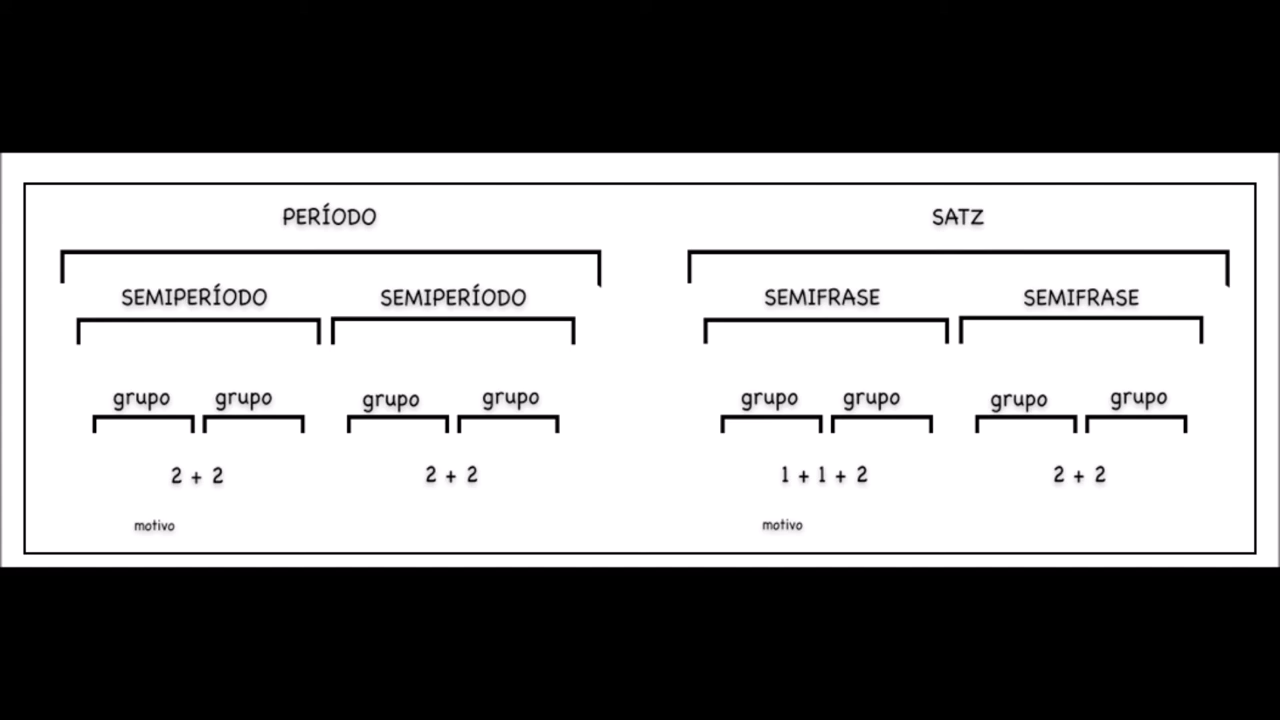 PERÍODO
SEMIPERÍODO SEMIPERÍODO
grupo grupo grupo grupo
2 + 2 2 + 2
motivo
SATZ
SEMIFRASE SEMIFRASE
grupo grupo grupo grupo
1 + 1 + 2 2 + 2
motivo